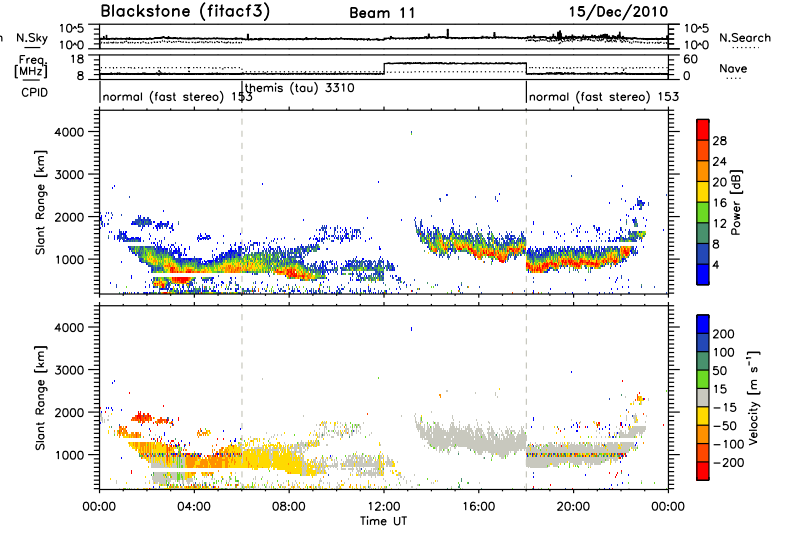 Blackstone (fitacf3) Beam 11 15/Dec/2010
N.Sky 10^5 10^0 10^5 10^0 N.Search
Freq. [MHz] 18 8 60 0 Nave
CPID normal (fast stereo) 153 themis (tau) 3310 normal (fast stereo) 153
Slant Range [km]
4000
3000
2000
1000
28
24
20
16
12
8
4
Power [dB]
Slant Range [km]
4000
3000
2000
1000
200
100
50
15
-15
-50
-100
-200
Velocity [m s⁻¹]
00:00 04:00 08:00 12:00 16:00 20:00 00:00
Time UT